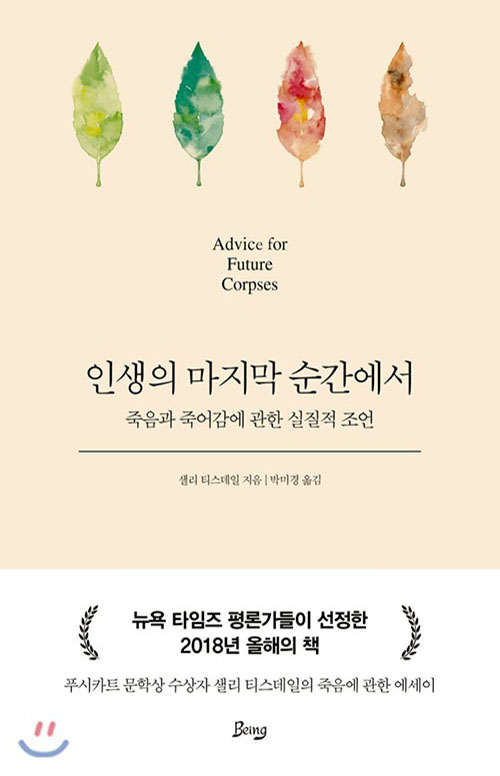 Advice for
Future
Corpses
인생의 마지막 순간에서
죽음과 죽어감에 관한 실질적 조언
샐리 티스데일 지음 | 박미경 옮김
뉴욕 타임즈 평론가들이 선정한
2018년 올해의 책
푸시카트 문학상 수상자 샐리 티스데일의 죽음에 관한 에세이
Being